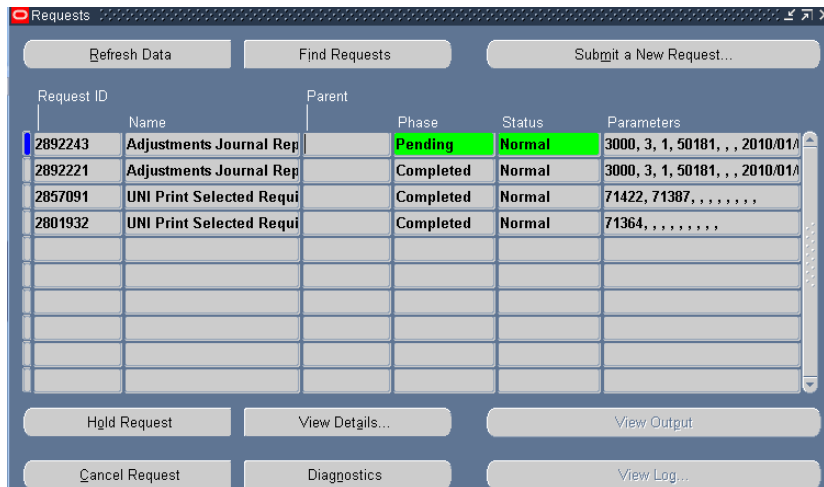 Requests
Refresh Data Find Requests Submit a New Request...
Request ID Parent
Name Phase Status Parameters
2892243 Adjustments Journal Rep Pending Normal 3000, 3, 1, 50181, , , 2010/01/
2892221 Adjustments Journal Rep Completed Normal 3000, 3, 1, 50181, , , 2010/01/
2857091 UNI Print Selected Requi Completed Normal 71422, 71387, , , , , , , ,
2801932 UNI Print Selected Requi Completed Normal 71364, , , , , , , , ,
Hold Request View Details... View Output
Cancel Request Diagnostics View Log...